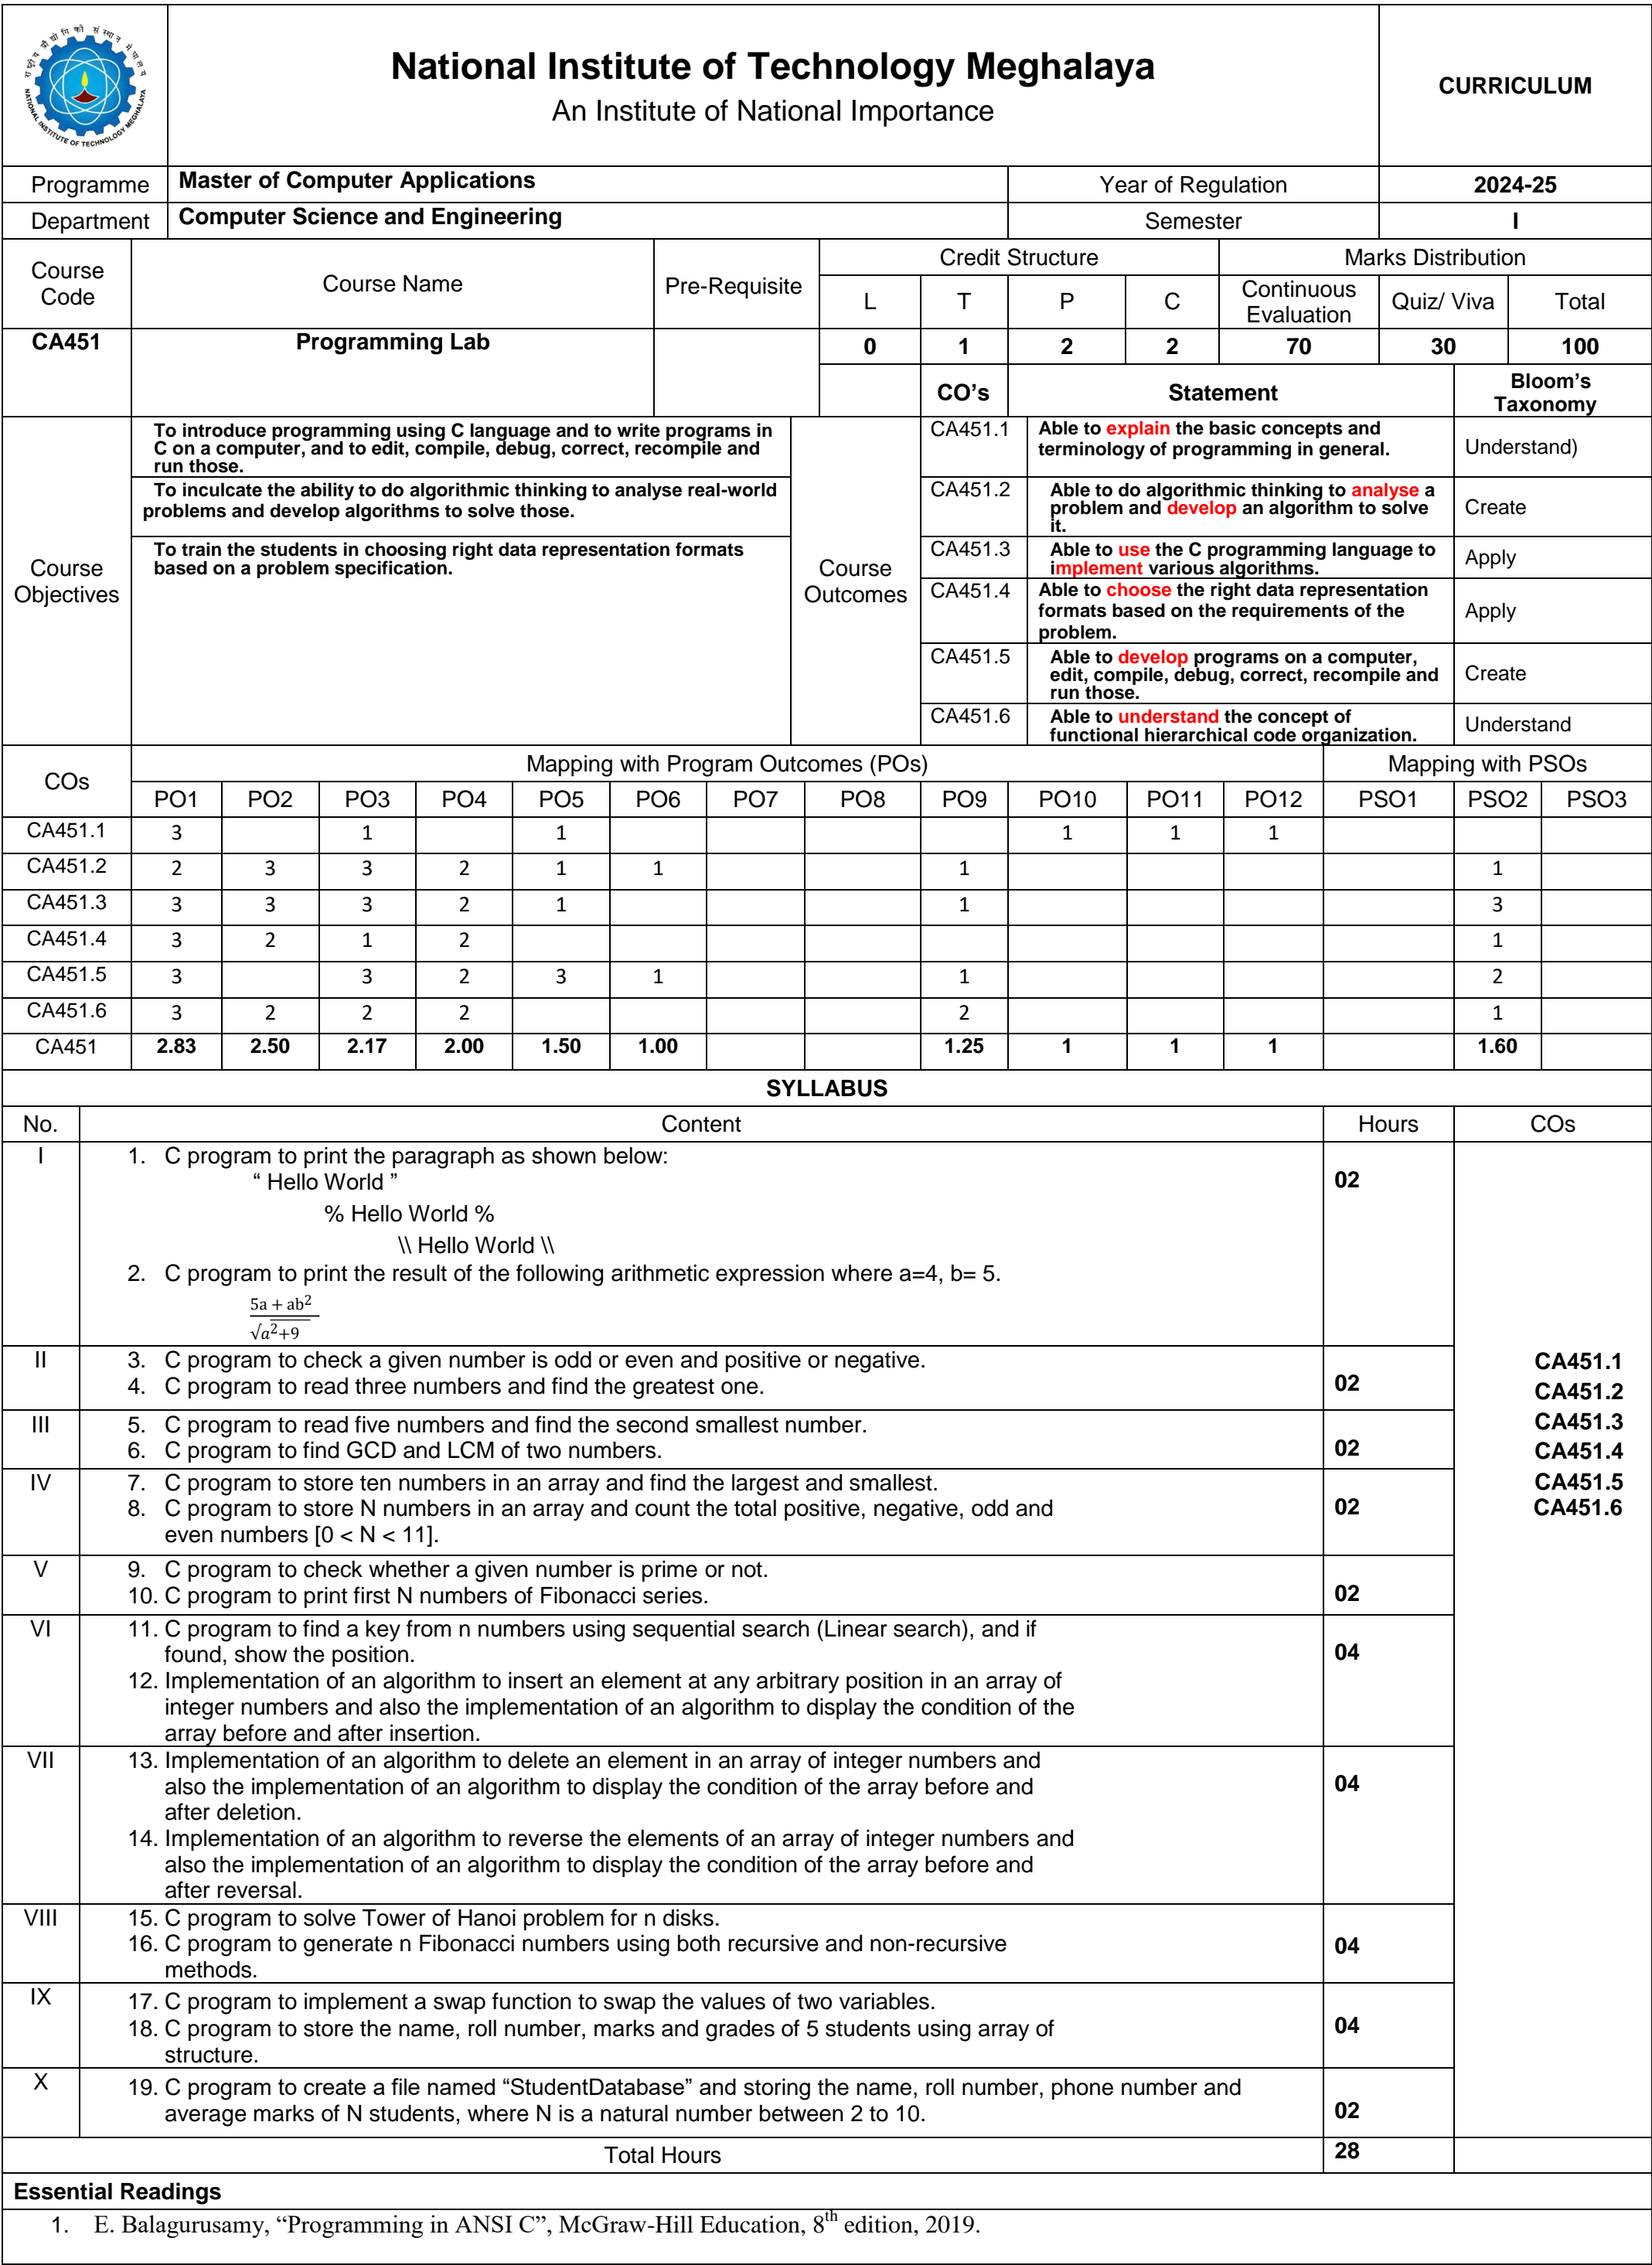 राष्ट्रीय प्रौद्योगिकी संस्थान मेघालय
NATIONAL INSTITUTE OF TECHNOLOGY MEGHALAYA
National Institute of Technology Meghalaya
An Institute of National Importance
CURRICULUM
Programme Master of Computer Applications Year of Regulation 2024-25
Department Computer Science and Engineering Semester I
Course Code Course Name Pre-Requisite Credit Structure Marks Distribution
L T P C Continuous Evaluation Quiz/ Viva Total
CA451 Programming Lab 0 1 2 2 70 30 100
CO's Statement Bloom's Taxonomy
Course Objectives
To introduce programming using C language and to write programs in
C on a computer, and to edit, compile, debug, correct, recompile and
run those.
To inculcate the ability to do algorithmic thinking to analyse real-world
problems and develop algorithms to solve those.
To train the students in choosing right data representation formats
based on a problem specification.
Course Outcomes
CA451.1 Able to explain the basic concepts and
terminology of programming in general.
Understand)
CA451.2 Able to do algorithmic thinking to analyse a
problem and develop an algorithm to solve
it.
Create
CA451.3 Able to use the C programming language to
implement various algorithms.
Apply
CA451.4 Able to choose the right data representation
formats based on the requirements of the
problem.
Apply
CA451.5 Able to develop programs on a computer,
edit, compile, debug, correct, recompile and
run those.
Create
CA451.6 Able to understand the concept of
functional hierarchical code organization.
Understand
COs Mapping with Program Outcomes (POs) Mapping with PSOs
PO1 PO2 PO3 PO4 PO5 PO6 PO7 PO8 PO9 PO10 PO11 PO12 PSO1 PSO2 PSO3
CA451.1 3 1 1 1 1 1
CA451.2 2 3 3 2 1 1 1 1
CA451.3 3 3 3 2 1 1 3
CA451.4 3 2 1 2 1
CA451.5 3 3 2 3 1 1 2
CA451.6 3 2 2 2 2 1
CA451 2.83 2.50 2.17 2.00 1.50 1.00 1.25 1 1 1 1.60
SYLLABUS
No. Content Hours COs
I 1. C program to print the paragraph as shown below:
“ Hello World ”
02
% Hello World %
\\ Hello World \\
2. C program to print the result of the following arithmetic expression where a=4, b= 5.
5a + ab²
√a²+9
II 3. C program to check a given number is odd or even and positive or negative.
4. C program to read three numbers and find the greatest one.
02
III 5. C program to read five numbers and find the second smallest number.
6. C program to find GCD and LCM of two numbers.
02
IV 7. C program to store ten numbers in an array and find the largest and smallest.
8. C program to store N numbers in an array and count the total positive, negative, odd and
even numbers [0 < N < 11].
02
V 9. C program to check whether a given number is prime or not.
10. C program to print first N numbers of Fibonacci series.
02
CA451.1
CA451.2
CA451.3
CA451.4
CA451.5
CA451.6
VI 11. C program to find a key from n numbers using sequential search (Linear search), and if
found, show the position.
04
12. Implementation of an algorithm to insert an element at any arbitrary position in an array of
integer numbers and also the implementation of an algorithm to display the condition of the
array before and after insertion.
VII 13. Implementation of an algorithm to delete an element in an array of integer numbers and
also the implementation of an algorithm to display the condition of the array before and
after deletion.
04
14. Implementation of an algorithm to reverse the elements of an array of integer numbers and
also the implementation of an algorithm to display the condition of the array before and
after reversal.
VIII 15. C program to solve Tower of Hanoi problem for n disks.
16. C program to generate n Fibonacci numbers using both recursive and non-recursive
methods.
04
IX 17. C program to implement a swap function to swap the values of two variables.
18. C program to store the name, roll number, marks and grades of 5 students using array of
structure.
04
X 19. C program to create a file named “StudentDatabase” and storing the name, roll number, phone number and
average marks of N students, where N is a natural number between 2 to 10.
02
Total Hours 28
Essential Readings
1. E. Balagurusamy, “Programming in ANSI C”, McGraw-Hill Education, 8th edition, 2019.